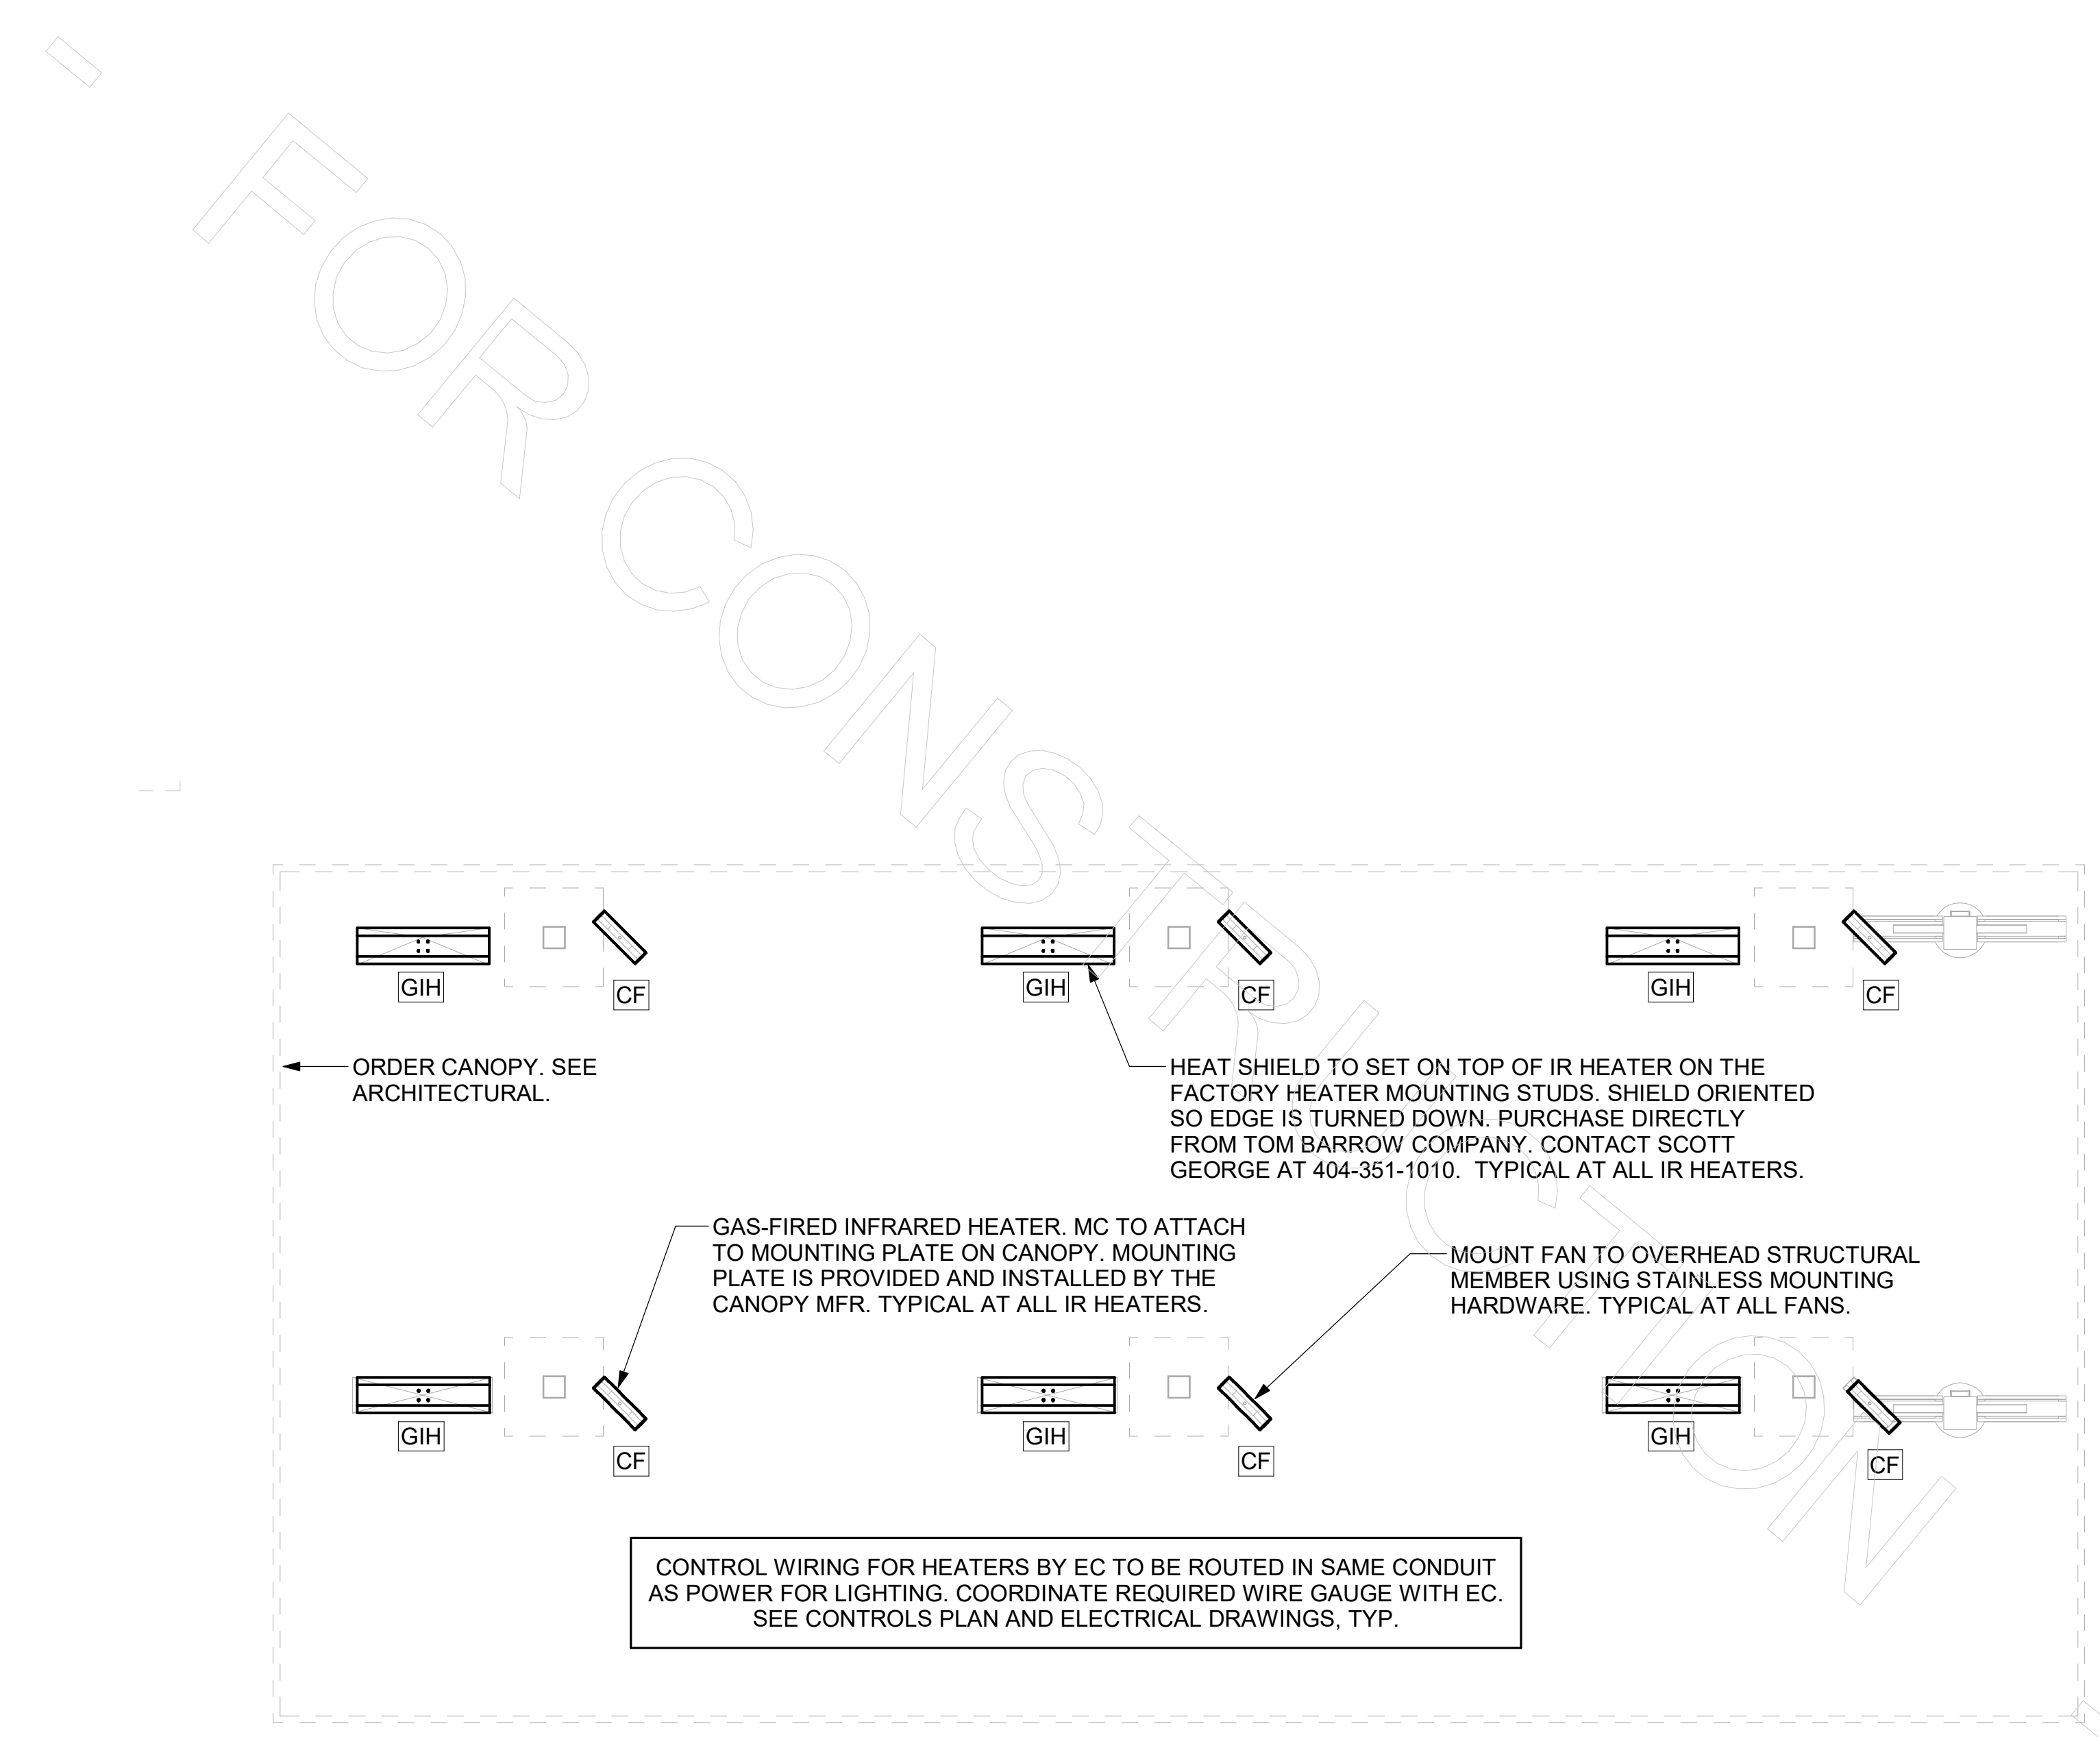 FOR CONSTRUCTION
GIH
CF
GIH
CF
GIH
CF
ORDER CANOPY. SEE
ARCHITECTURAL.
HEAT SHIELD TO SET ON TOP OF IR HEATER ON THE
FACTORY HEATER MOUNTING STUDS. SHIELD ORIENTED
SO EDGE IS TURNED DOWN. PURCHASE DIRECTLY
FROM TOM BARROW COMPANY. CONTACT SCOTT
GEORGE AT 404-351-1010. TYPICAL AT ALL IR HEATERS.
GAS-FIRED INFRARED HEATER. MC TO ATTACH
TO MOUNTING PLATE ON CANOPY. MOUNTING
PLATE IS PROVIDED AND INSTALLED BY THE
CANOPY MFR. TYPICAL AT ALL IR HEATERS.
MOUNT FAN TO OVERHEAD STRUCTURAL
MEMBER USING STAINLESS MOUNTING
HARDWARE. TYPICAL AT ALL FANS.
GIH
CF
GIH
CF
GIH
CF
CONTROL WIRING FOR HEATERS BY EC TO BE ROUTED IN SAME CONDUIT
AS POWER FOR LIGHTING. COORDINATE REQUIRED WIRE GAUGE WITH EC.
SEE CONTROLS PLAN AND ELECTRICAL DRAWINGS, TYP.